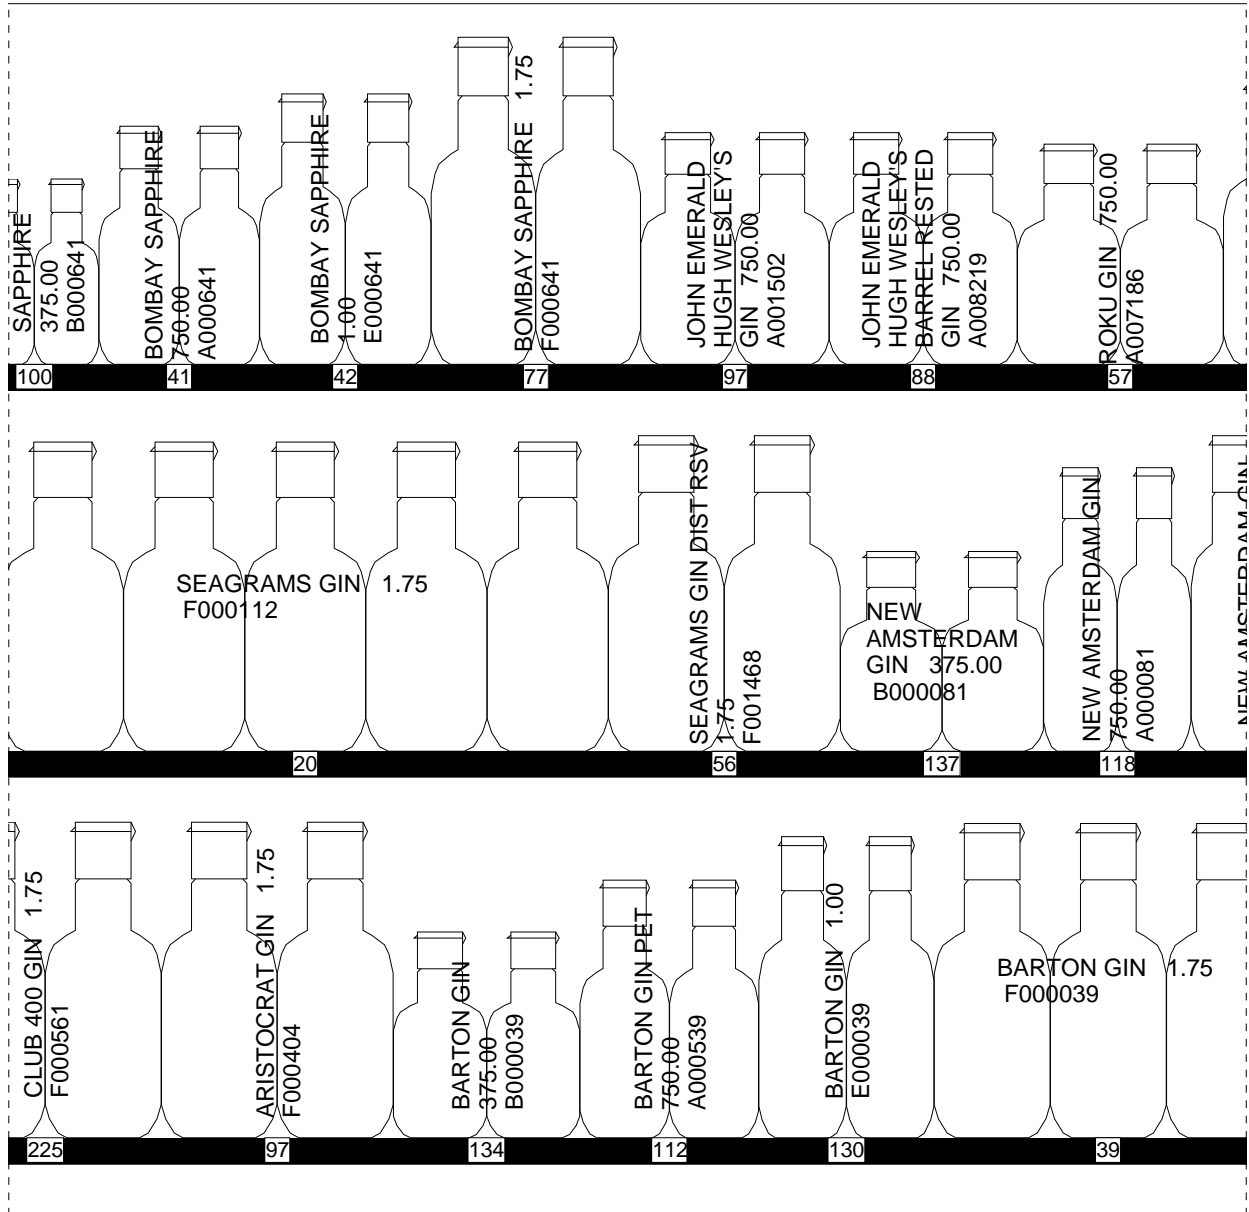 SAPPHIRE
375.00
B000641
BOMBAY SAPPHIRE
750.00
A000641
BOMBAY SAPPHIRE
1.00
E000641
BOMBAY SAPPHIRE 1.75
F000641
JOHN EMERALD
HUGH WESLEY'S
GIN 750.00
A001502
JOHN EMERALD
HUGH WESLEY'S
BARREL RESTED
GIN 750.00
A008219
ROKU GIN 750.00
A007186
100 41 42 77 97 88 57
SEAGRAMS GIN 1.75
F000112
SEAGRAMS GIN DIST RSV
1.75
F001468
NEW
AMSTERDAM
GIN 375.00
B000081
NEW AMSTERDAM GIN
750.00
A000081
NEW AMSTERDAM GIN
20 56 137 118
CLUB 400 GIN 1.75
F000561
ARISTOCRAT GIN 1.75
F000404
BARTON GIN
375.00
B000039
BARTON GIN PET
750.00
A000539
BARTON GIN 1.00
E000039
BARTON GIN 1.75
F000039
225 97 134 112 130 39